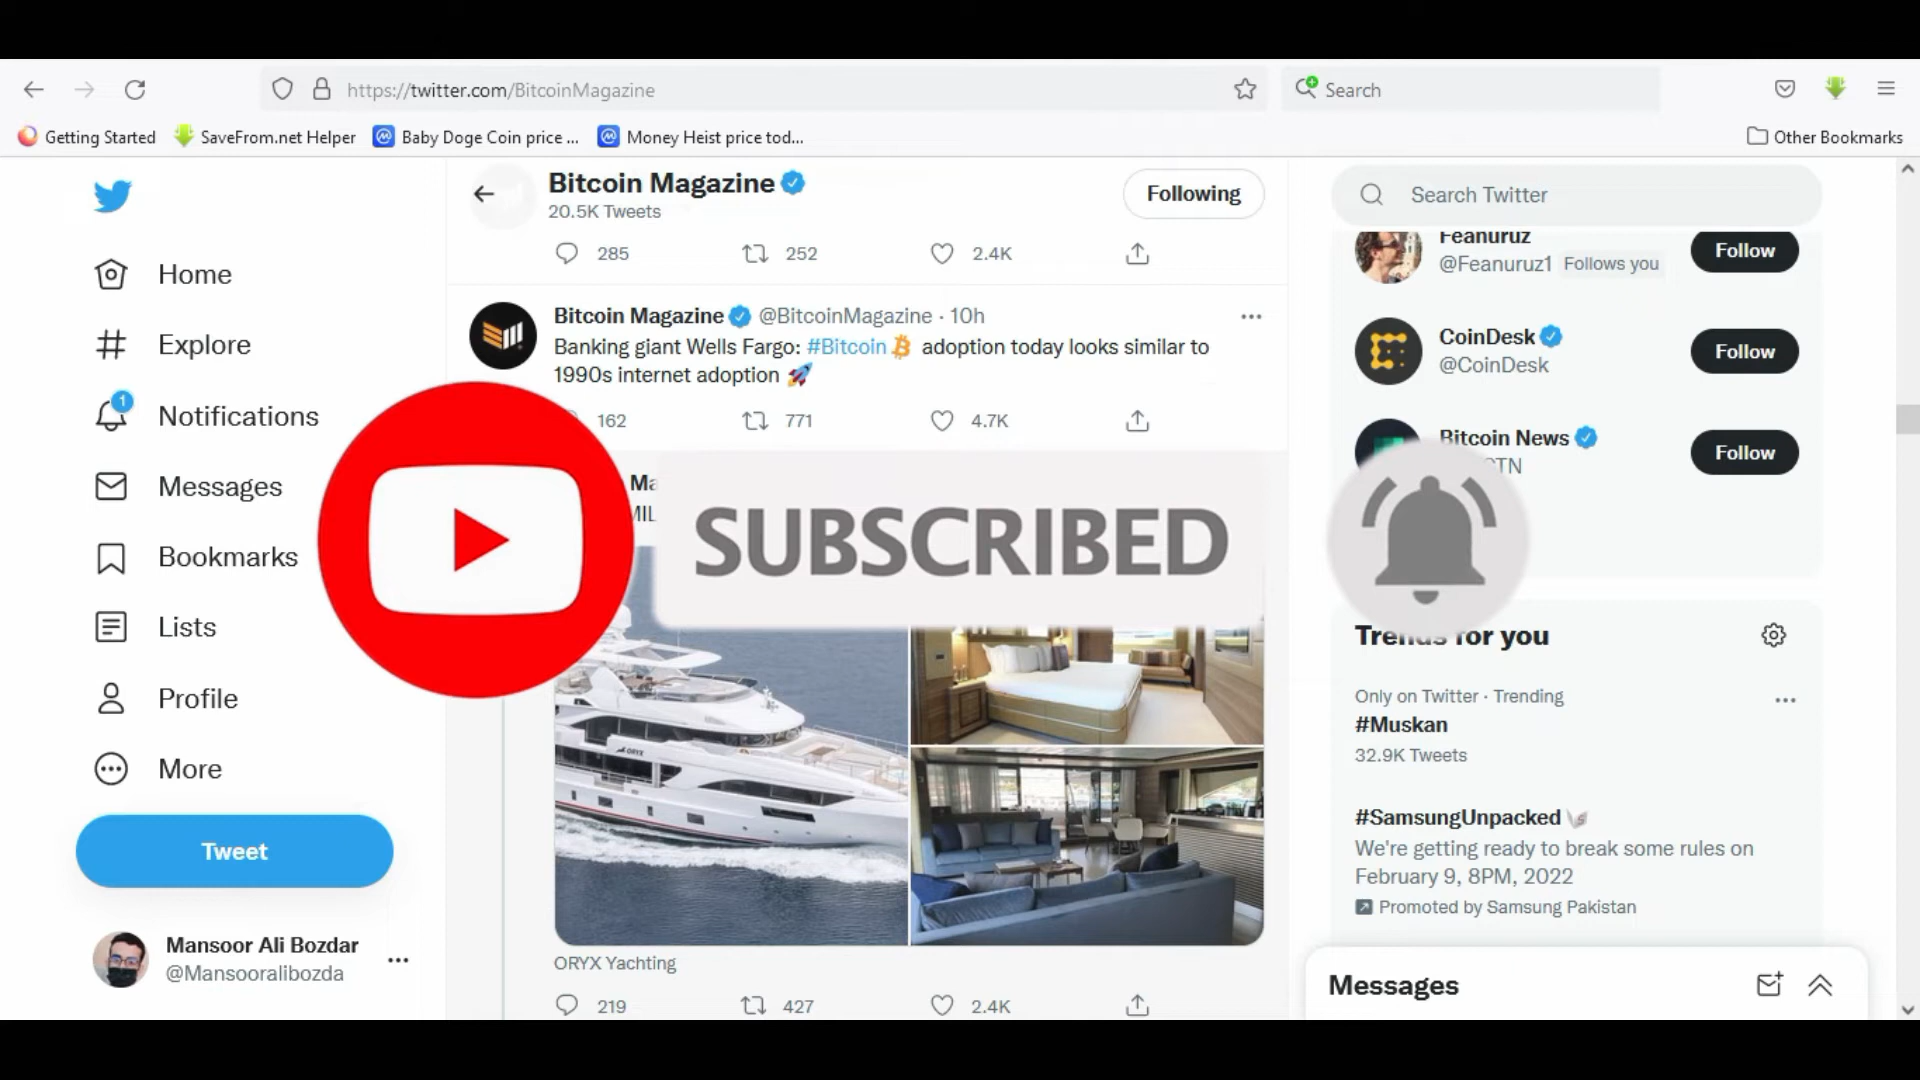 https://twitter.com/BitcoinMagazine
Search
Getting Started
SaveFrom.net Helper
Baby Doge Coin price ...
Money Heist price tod...
Other Bookmarks
Home
Explore
1
Notifications
Messages
Bookmarks
Lists
Profile
More
Tweet
Mansoor Ali Bozdar
@Mansooralibozda
Bitcoin Magazine
20.5K Tweets
Following
285 252 2.4K
Bitcoin Magazine @BitcoinMagazine · 10h
Banking giant Wells Fargo: #Bitcoin adoption today looks similar to
1990s internet adoption
162 771 4.7K
SUBSCRIBED
ORYX
ORYX Yachting
219 427 2.4K
Search Twitter
Feanuruz
@Feanuruz1 Follows you
Follow
CoinDesk
@CoinDesk
Follow
Bitcoin News
Follow
Trends for you
Only on Twitter · Trending
#Muskan
32.9K Tweets
#SamsungUnpacked
We're getting ready to break some rules on
February 9, 8PM, 2022
Promoted by Samsung Pakistan
Messages